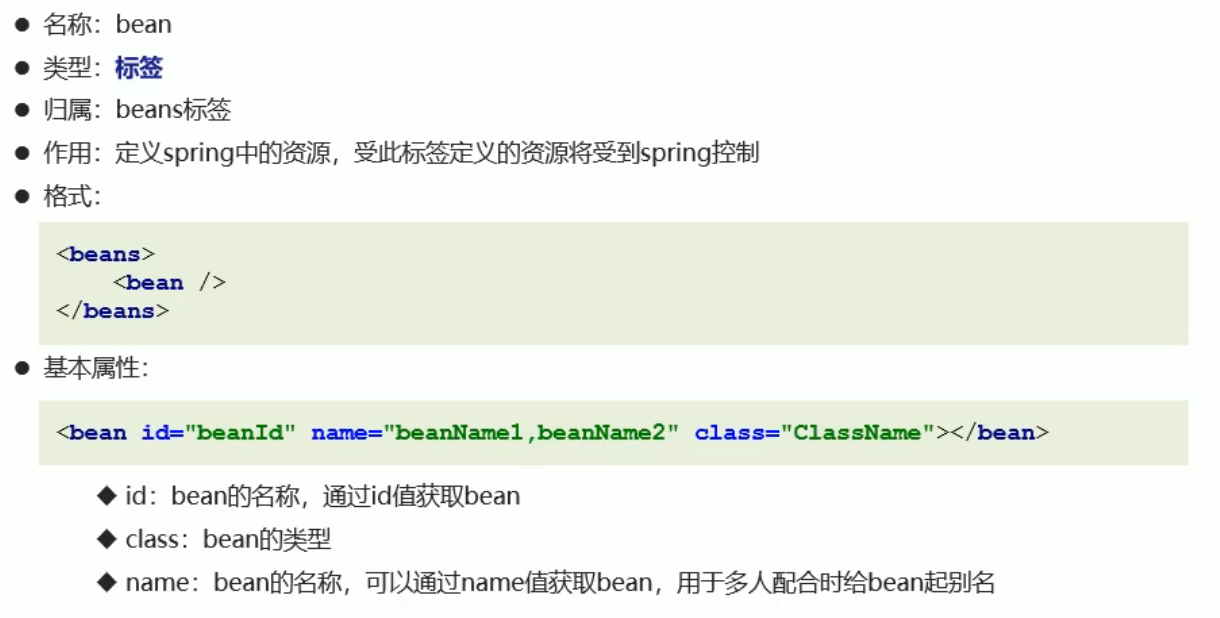 ● 名称：bean
● 类型：标签
● 归属：beans标签
● 作用：定义spring中的资源，受此标签定义的资源将受到spring控制
● 格式：
<beans>
    <bean />
</beans>
● 基本属性：
<bean id="beanId" name="beanName1,beanName2" class="ClassName"></bean>
◆ id：bean的名称，通过id值获取bean
◆ class：bean的类型
◆ name：bean的名称，可以通过name值获取bean，用于多人配合时给bean起别名